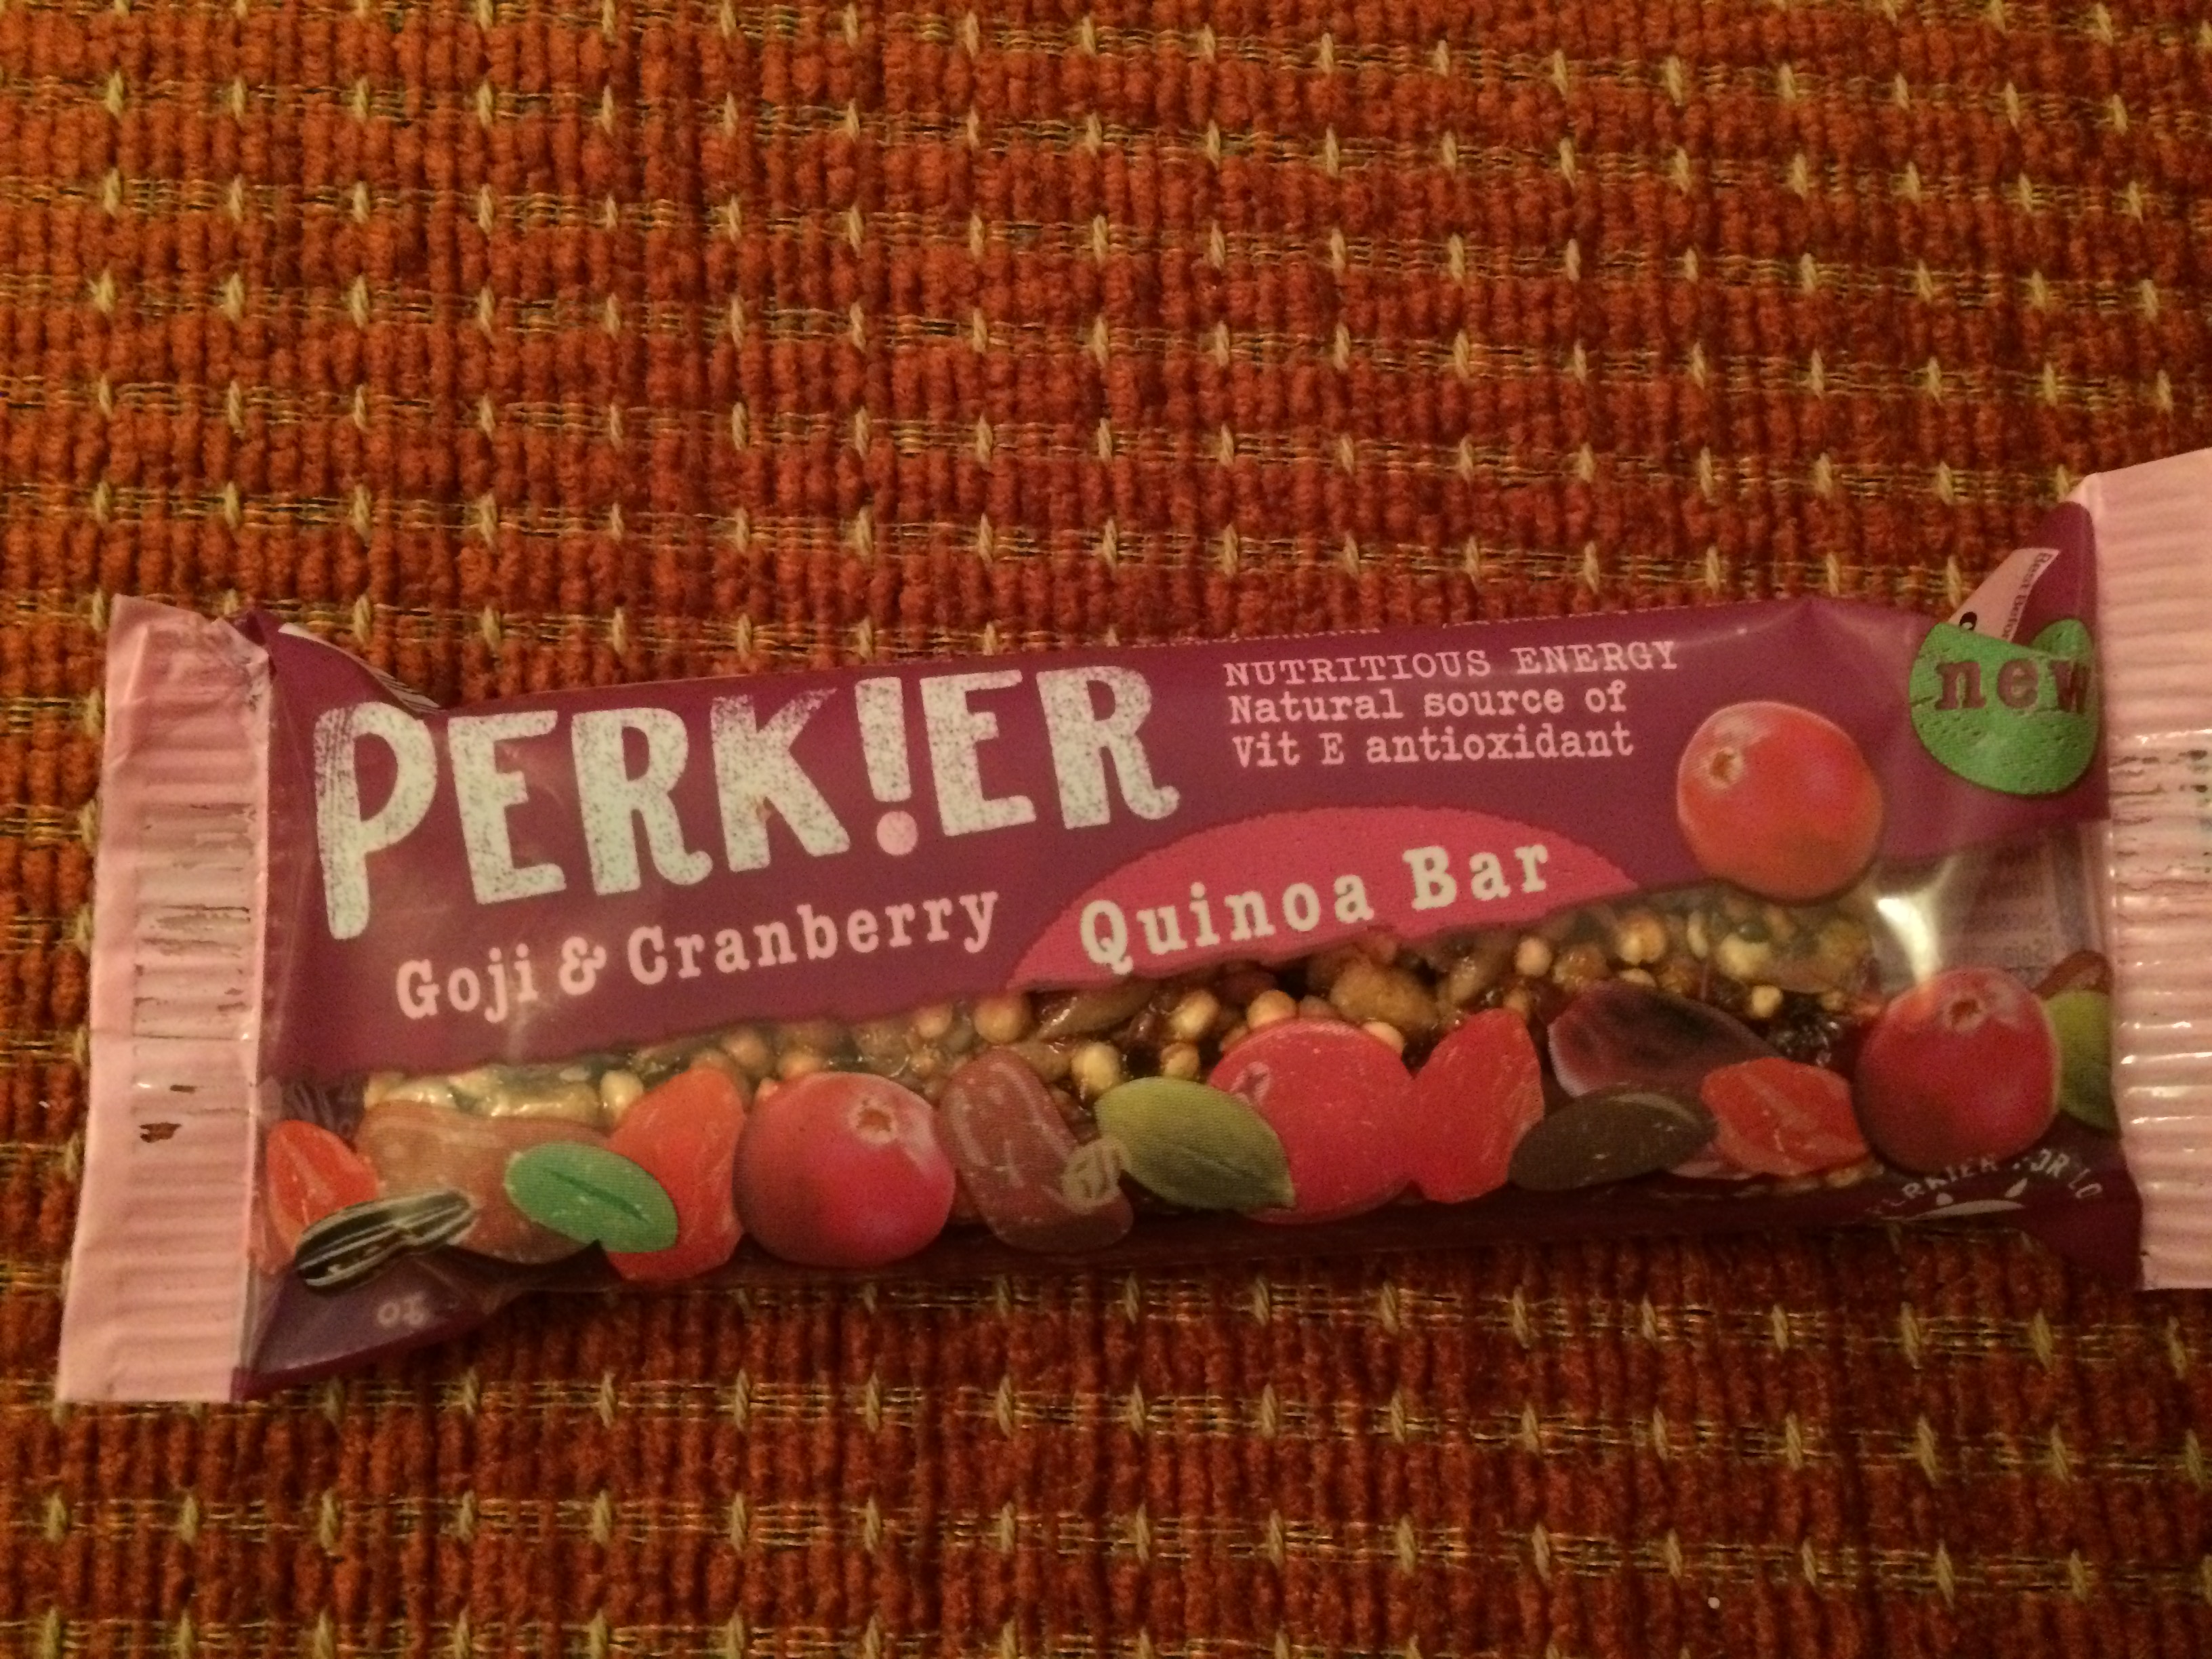 PERK!ER
NUTRITIOUS ENERGY
Natural source of
Vit E antioxidant
new
Goji & Cranberry
Quinoa Bar